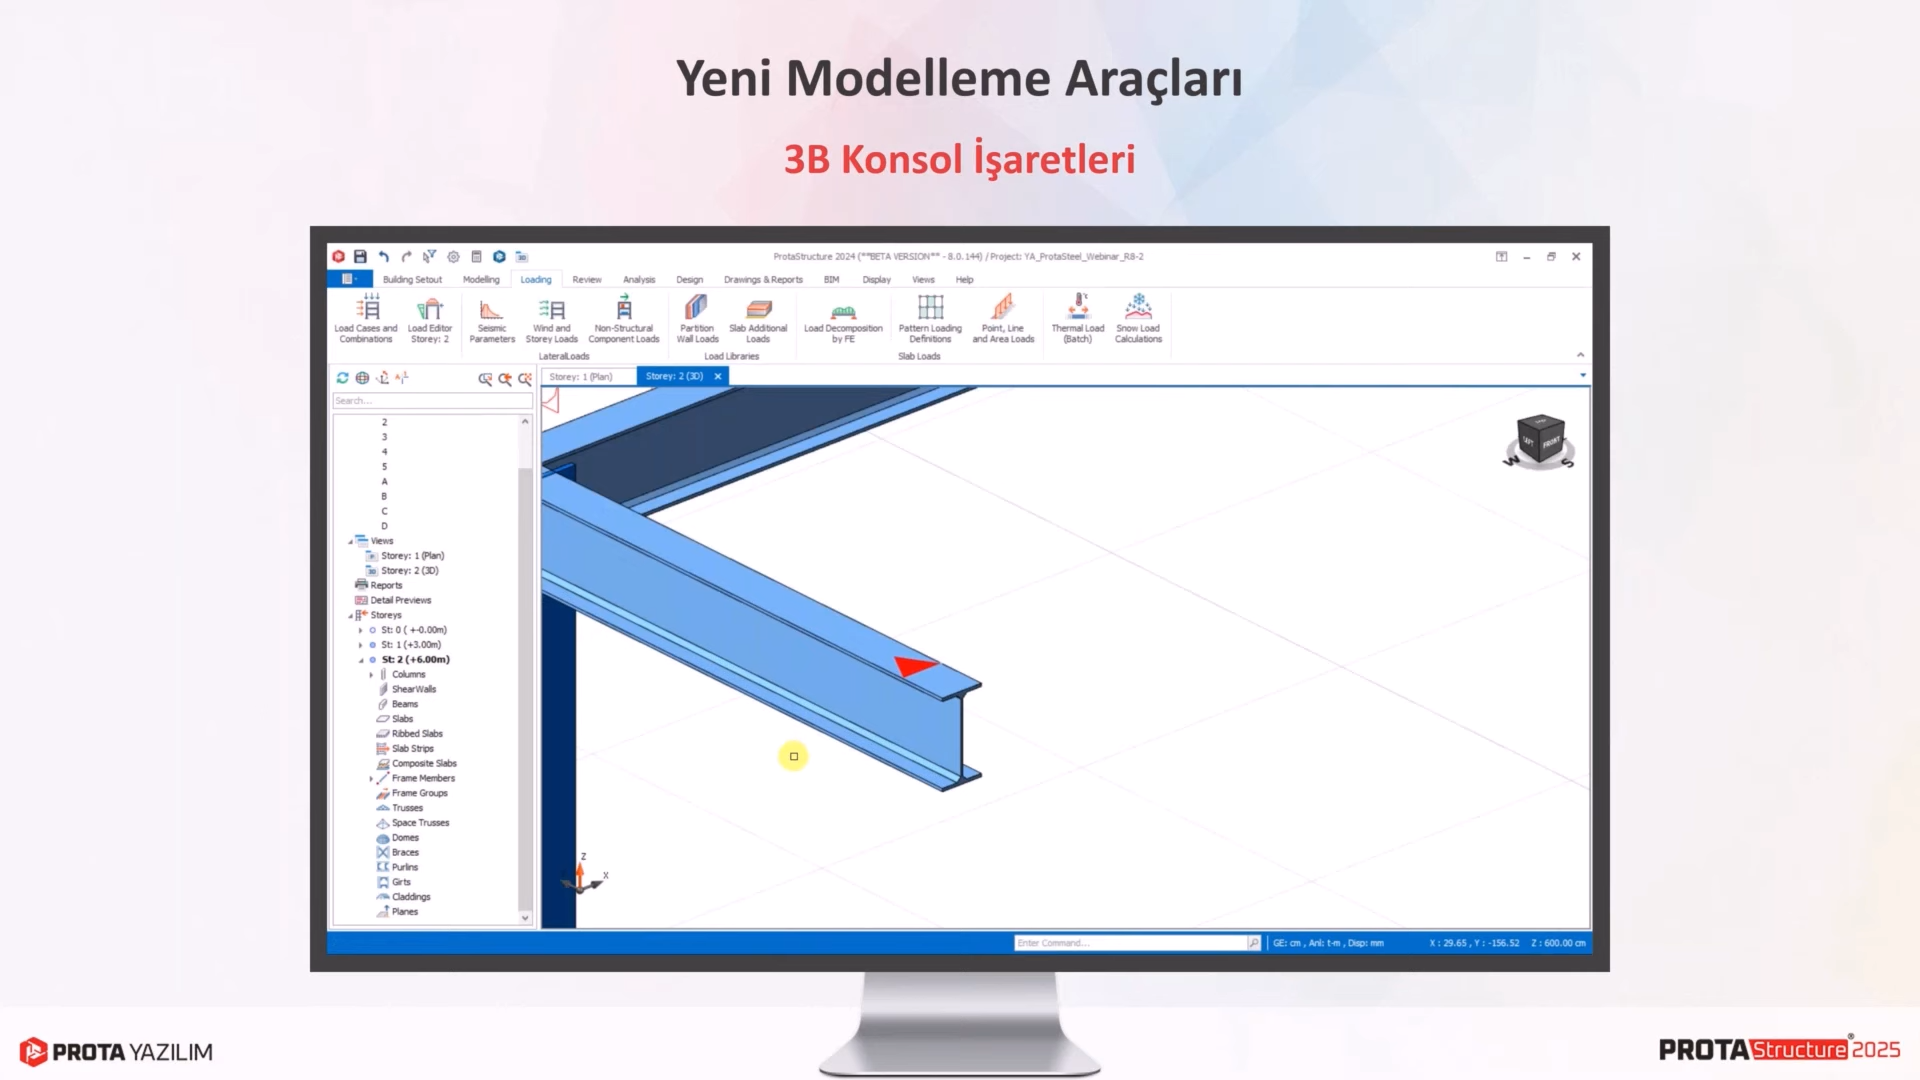 Yeni Modelleme Araçları
3B Konsol İşaretleri
ProtaStructure 2024 (**BETA VERSION** - 8.0.144) / Project: YA_ProtaSteel_Webinar_R8-2
Building Setout Modelling Loading Review Analysis Design Drawings & Reports BIM Display Views Help
Load Cases and Combinations
Load Editor Storey: 2
Seismic Parameters
Wind and Storey Loads
Non-Structural Component Loads
Partition Wall Loads
Slab Additional Loads
Load Decomposition by FE
Pattern Loading Definitions
Point, Line and Area Loads
Thermal Load (Batch)
Snow Load Calculations
LateralLoads Load Libraries Slab Loads
Storey: 1 (Plan) Storey: 2 (3D)
Search...
2
3
4
5
A
B
C
D
Views
Storey: 1 (Plan)
Storey: 2 (3D)
Reports
Detail Previews
Storeys
St: 0 ( +-0.00m)
St: 1 (+3.00m)
St: 2 (+6.00m)
Columns
ShearWalls
Beams
Slabs
Ribbed Slabs
Slab Strips
Composite Slabs
Frame Members
Frame Groups
Trusses
Space Trusses
Domes
Braces
Purlins
Girts
Claddings
Planes
FRONT
W S
Z
X
Enter Command...
GE: cm , Anl: t-m , Disp: mm
X : 29.65 , Y : -156.52 Z : 600.00 cm
PROTA YAZILIM
PROTAStructure® 2025